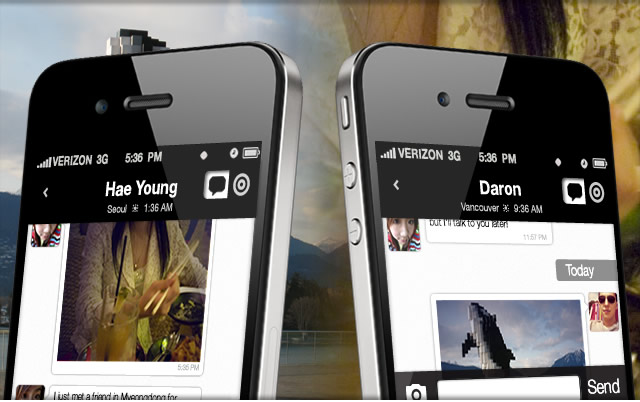 VERIZON 3G 5:36 PM
Hae Young
Seoul 1:36 AM
5:35 PM
I just met a friend in Myeongdong for
VERIZON 3G 5:36 PM
Daron
Vancouver 9:36 AM
but I'll talk to you later!
11:57 PM
Today
Send